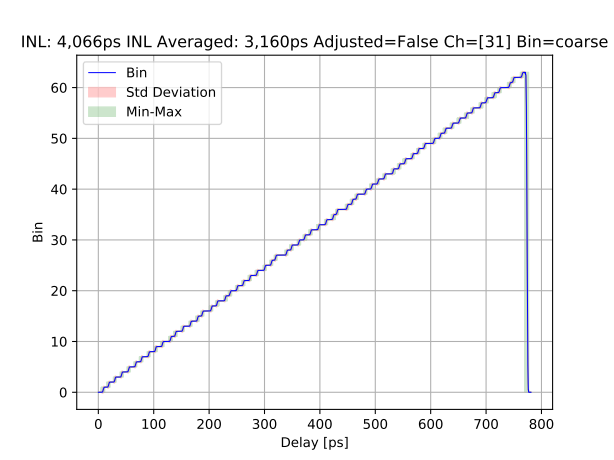 INL: 4,066ps INL Averaged: 3,160ps Adjusted=False Ch=[31] Bin=coarse
Bin
Std Deviation
Min-Max
60
50
40
30
20
10
0
Bin
0 100 200 300 400 500 600 700 800
Delay [ps]